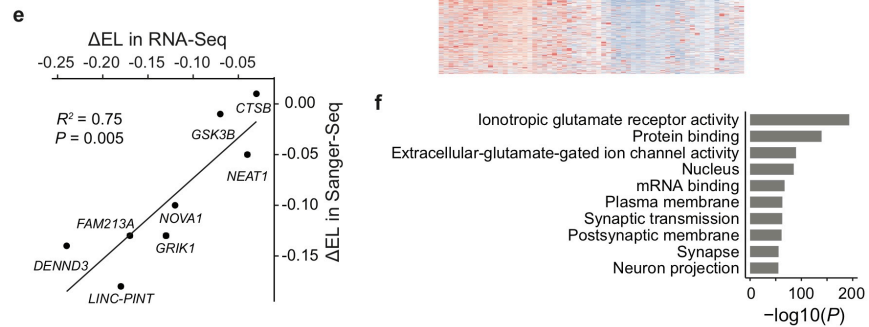 e
ΔEL in RNA-Seq
-0.25 -0.20 -0.15 -0.10 -0.05
R² = 0.75
P = 0.005
CTSB
GSK3B
NEAT1
NOVA1
FAM213A
GRIK1
DENND3
LINC-PINT
0.00
-0.05
-0.10
-0.15
ΔEL in Sanger-Seq
f
Ionotropic glutamate receptor activity
Protein binding
Extracellular-glutamate-gated ion channel activity
Nucleus
mRNA binding
Plasma membrane
Synaptic transmission
Postsynaptic membrane
Synapse
Neuron projection
0 100 200
−log10(P)